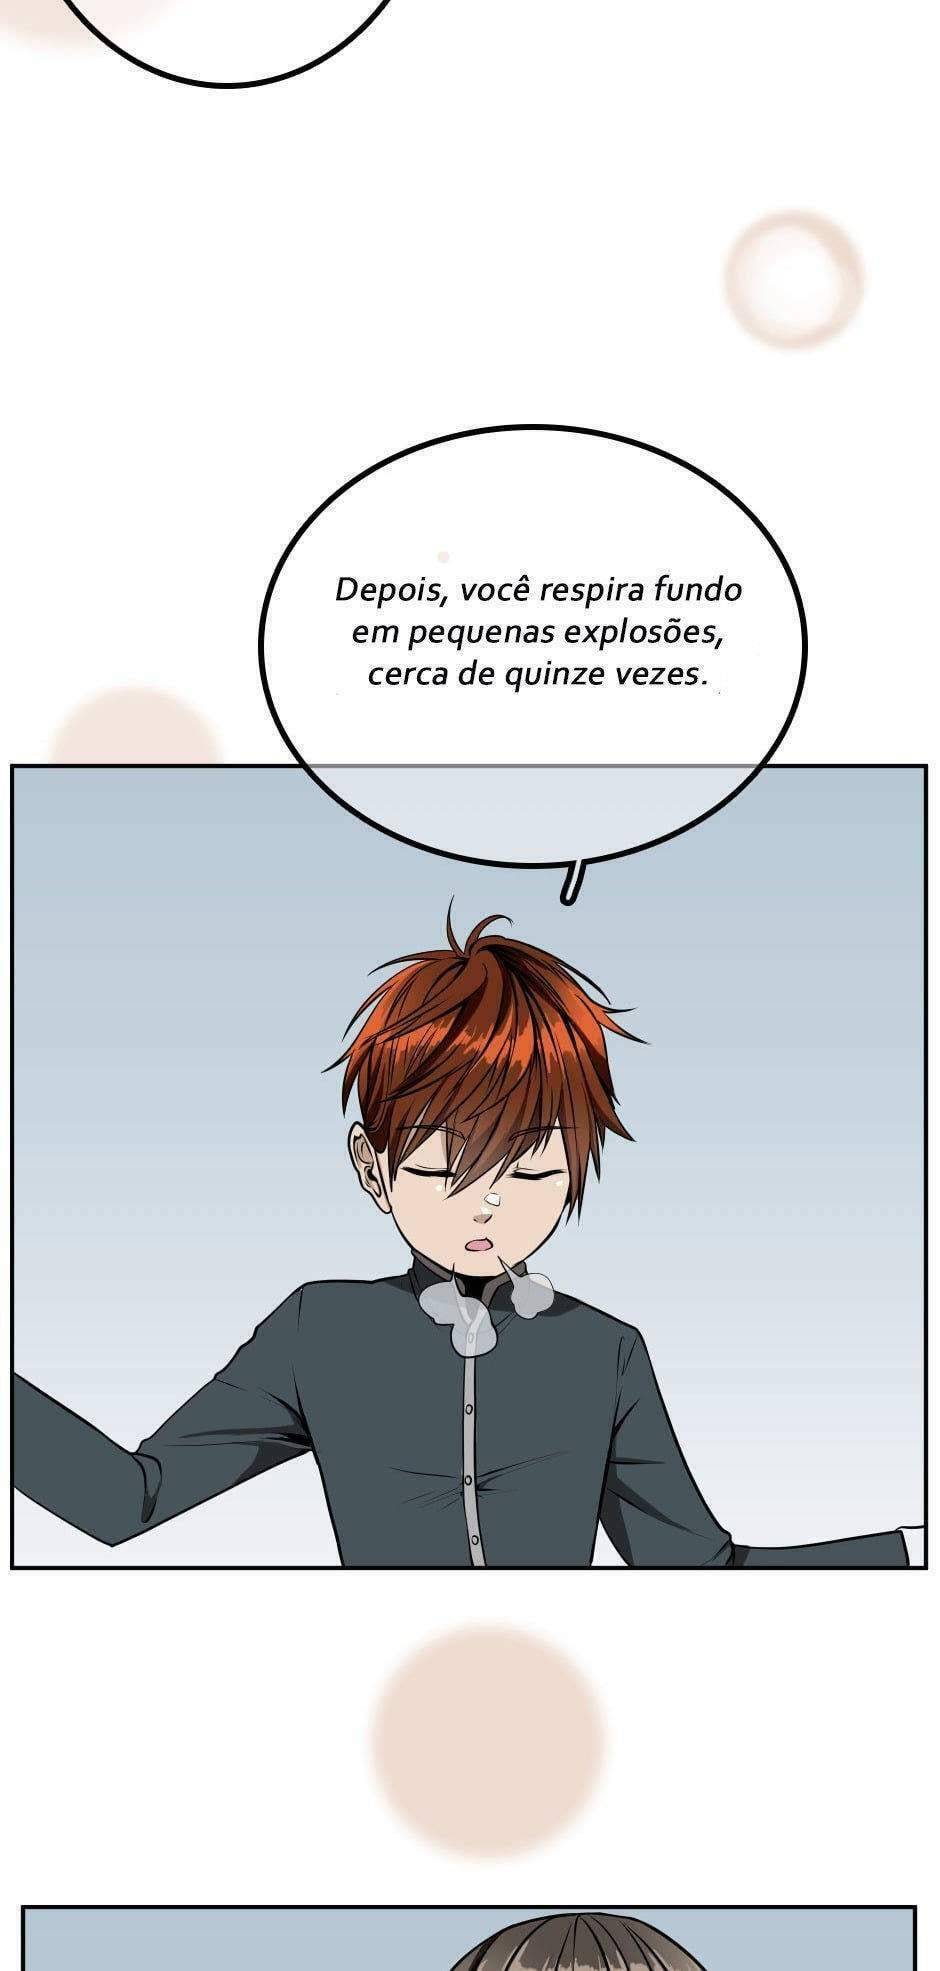 Depois, você respira fundo
em pequenas explosões,
cerca de quinze vezes.